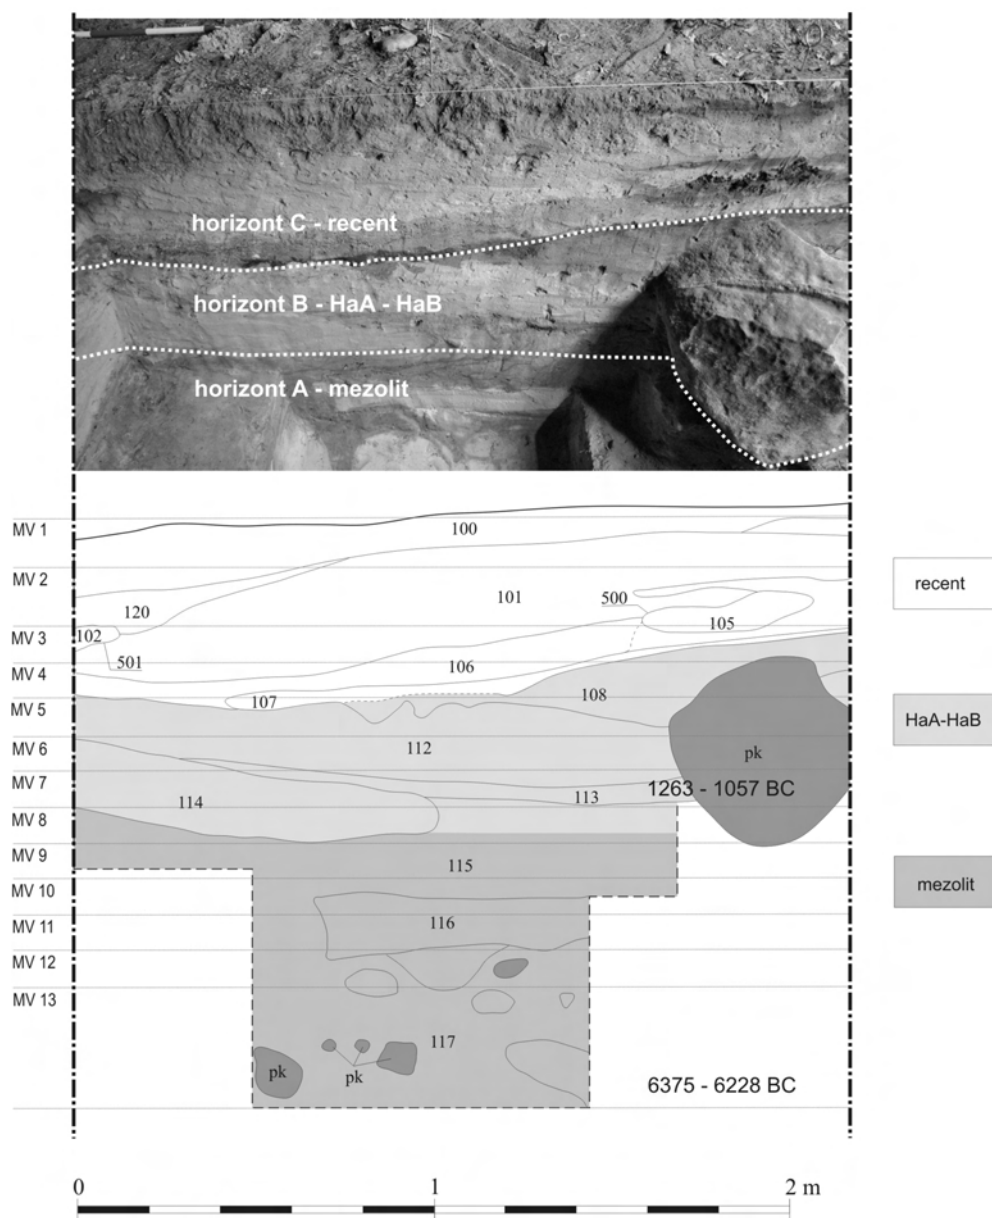 horizont C - recent
horizont B - HaA - HaB
horizont A - mezolit
MV 1
100
MV 2
recent
120
101
500
105
MV 3
102
501
106
MV 4
107
108
MV 5
HaA-HaB
112
MV 6
pk
MV 7
1263 - 1057 BC
114
113
MV 8
MV 9
115
mezolit
MV 10
116
MV 11
MV 12
MV 13
117
pk
pk
6375 - 6228 BC
0
1
2 m